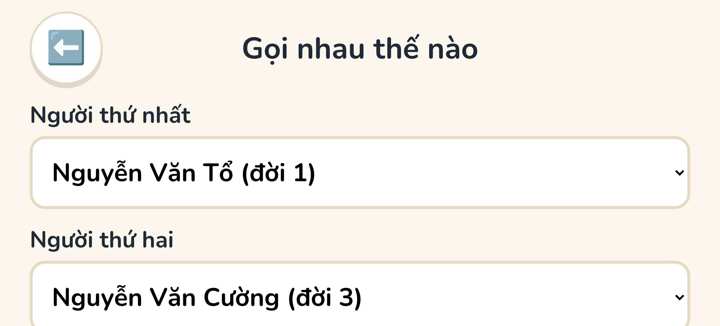 Gọi nhau thế nào
Người thứ nhất
Nguyễn Văn Tổ (đời 1)
Người thứ hai
Nguyễn Văn Cường (đời 3)